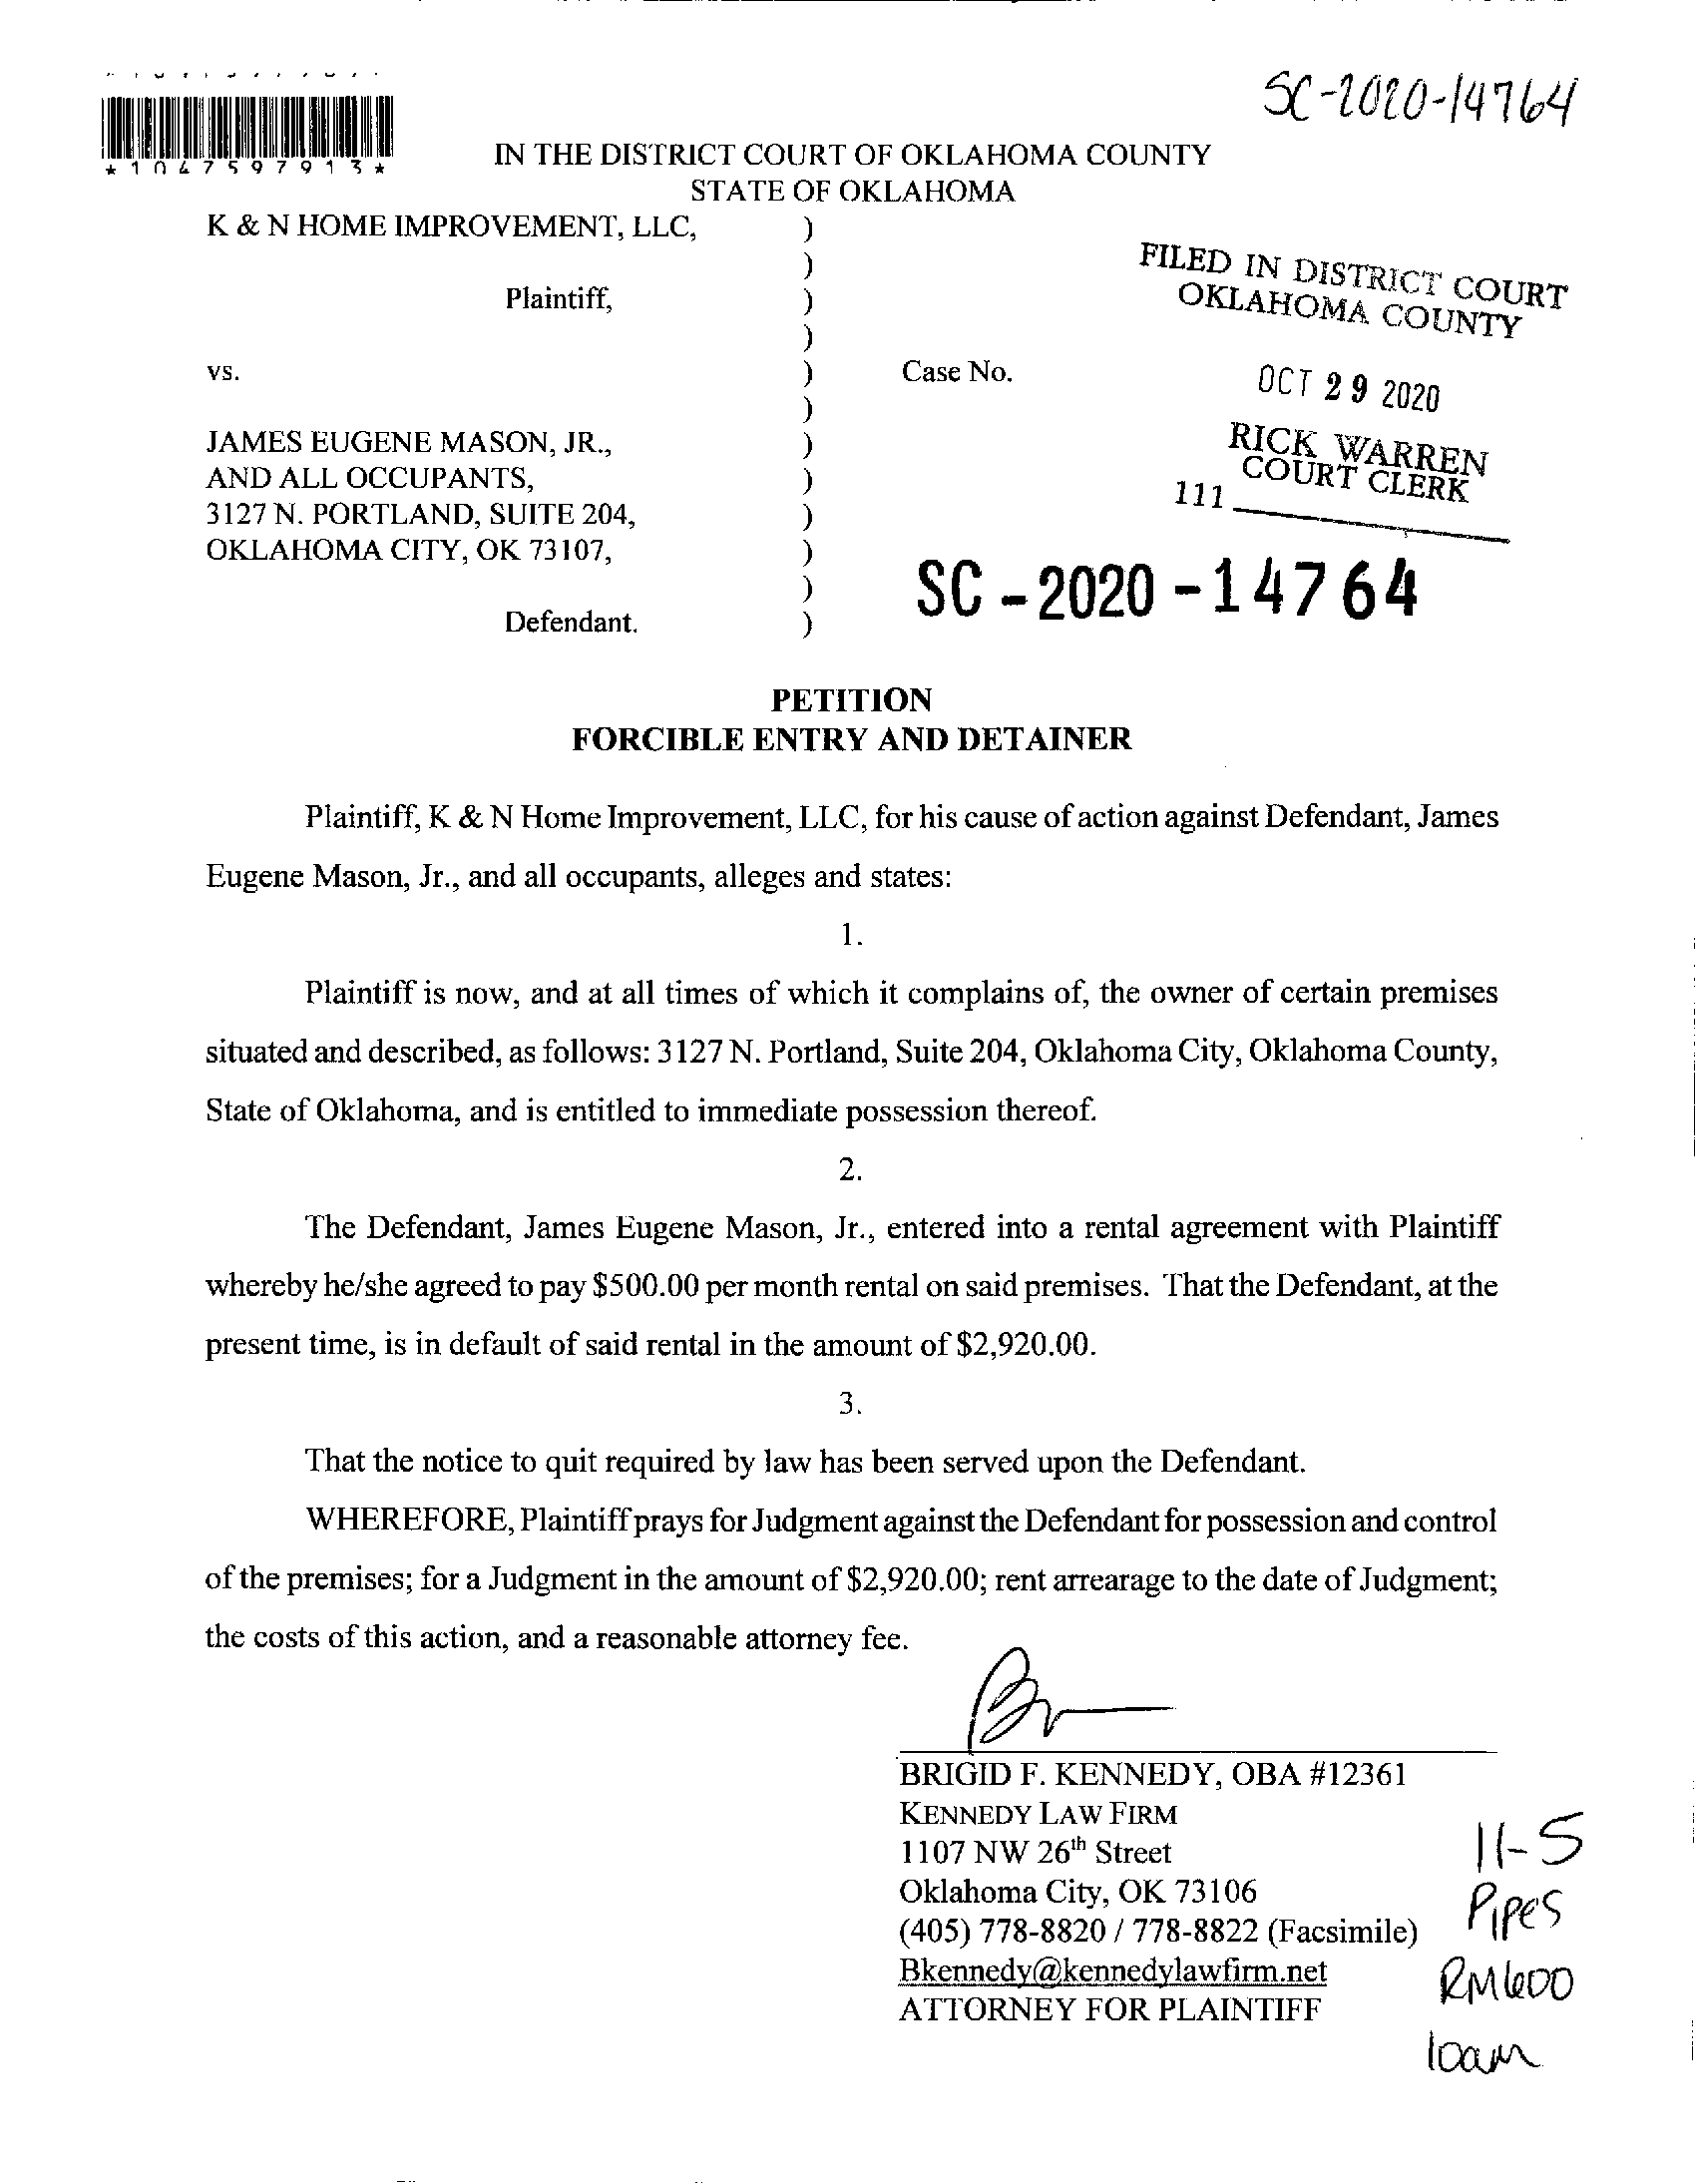 SC-2020-14764
*1047597913*
IN THE DISTRICT COURT OF OKLAHOMA COUNTY
STATE OF OKLAHOMA
K & N HOME IMPROVEMENT, LLC, )
)
Plaintiff, )
)
vs. ) Case No.
)
JAMES EUGENE MASON, JR., )
AND ALL OCCUPANTS, )
3127 N. PORTLAND, SUITE 204, )
OKLAHOMA CITY, OK 73107, )
)
Defendant. )
FILED IN DISTRICT COURT
OKLAHOMA COUNTY
OCT 29 2020
RICK WARREN
COURT CLERK
111
SC-2020-14764
PETITION
FORCIBLE ENTRY AND DETAINER
Plaintiff, K & N Home Improvement, LLC, for his cause of action against Defendant, James
Eugene Mason, Jr., and all occupants, alleges and states:
1.
Plaintiff is now, and at all times of which it complains of, the owner of certain premises
situated and described, as follows: 3127 N. Portland, Suite 204, Oklahoma City, Oklahoma County,
State of Oklahoma, and is entitled to immediate possession thereof.
2.
The Defendant, James Eugene Mason, Jr., entered into a rental agreement with Plaintiff
whereby he/she agreed to pay $500.00 per month rental on said premises. That the Defendant, at the
present time, is in default of said rental in the amount of $2,920.00.
3.
That the notice to quit required by law has been served upon the Defendant.
WHEREFORE, Plaintiff prays for Judgment against the Defendant for possession and control
of the premises; for a Judgment in the amount of $2,920.00; rent arrearage to the date of Judgment;
the costs of this action, and a reasonable attorney fee.
BRIGID F. KENNEDY, OBA #12361
KENNEDY LAW FIRM
1107 NW 26th Street
Oklahoma City, OK 73106
(405) 778-8820 / 778-8822 (Facsimile)
Bkennedy@kennedylawfirm.net
ATTORNEY FOR PLAINTIFF
11-5
Pipes
RM600
10am